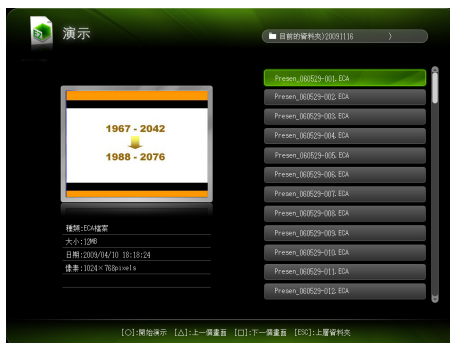 演示
目前的資料夾)20091116 〉
Presen_060529-001.ECA
Presen_060529-002.ECA
Presen_060529-003.ECA
Presen_060529-004.ECA
Presen_060529-005.ECA
Presen_060529-006.ECA
Presen_060529-007.ECA
Presen_060529-008.ECA
Presen_060529-009.ECA
Presen_060529-010.ECA
Presen_060529-011.ECA
Presen_060529-012.ECA
1967 - 2042
1988 - 2076
種類:ECA檔案
大小:12MB
日期:2009/04/10 18:18:24
像素:1024×768pixels
[○]:開始演示 [△]:上一個畫面 [□]:下一個畫面 [ESC]:上層資料夾